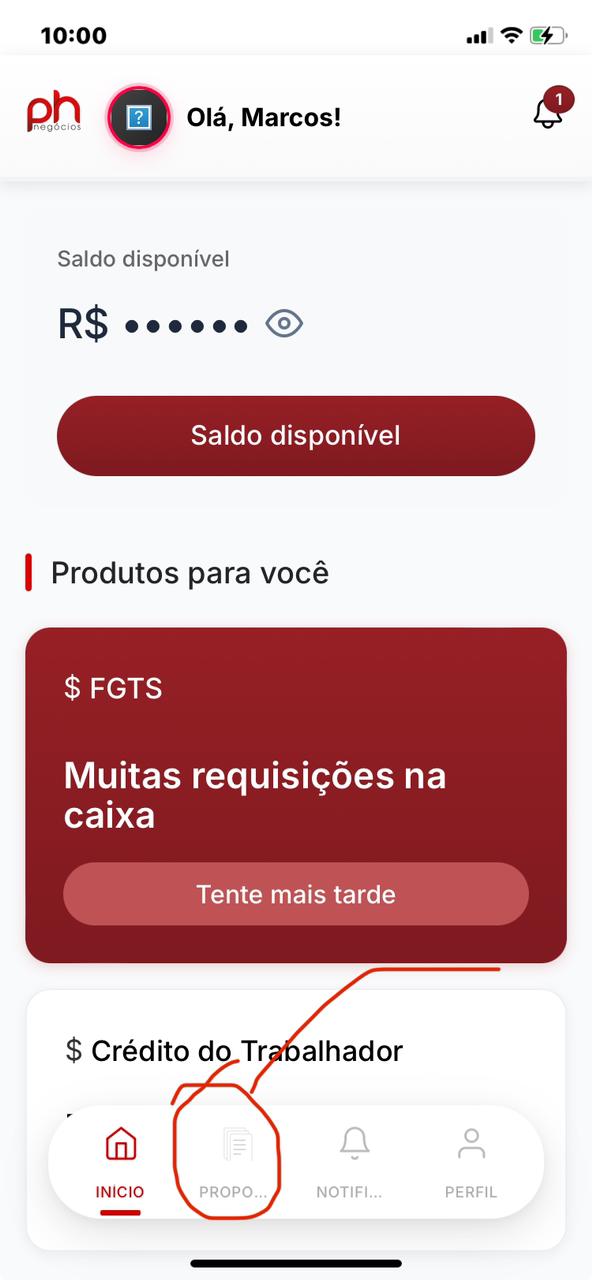 10:00
ph
negócios
Olá, Marcos!
1
Saldo disponível
R$ ••••••
Saldo disponível
Produtos para você
$ FGTS
Muitas requisições na
caixa
Tente mais tarde
$ Crédito do Trabalhador
INÍCIO
PROPO...
NOTIFI...
PERFIL